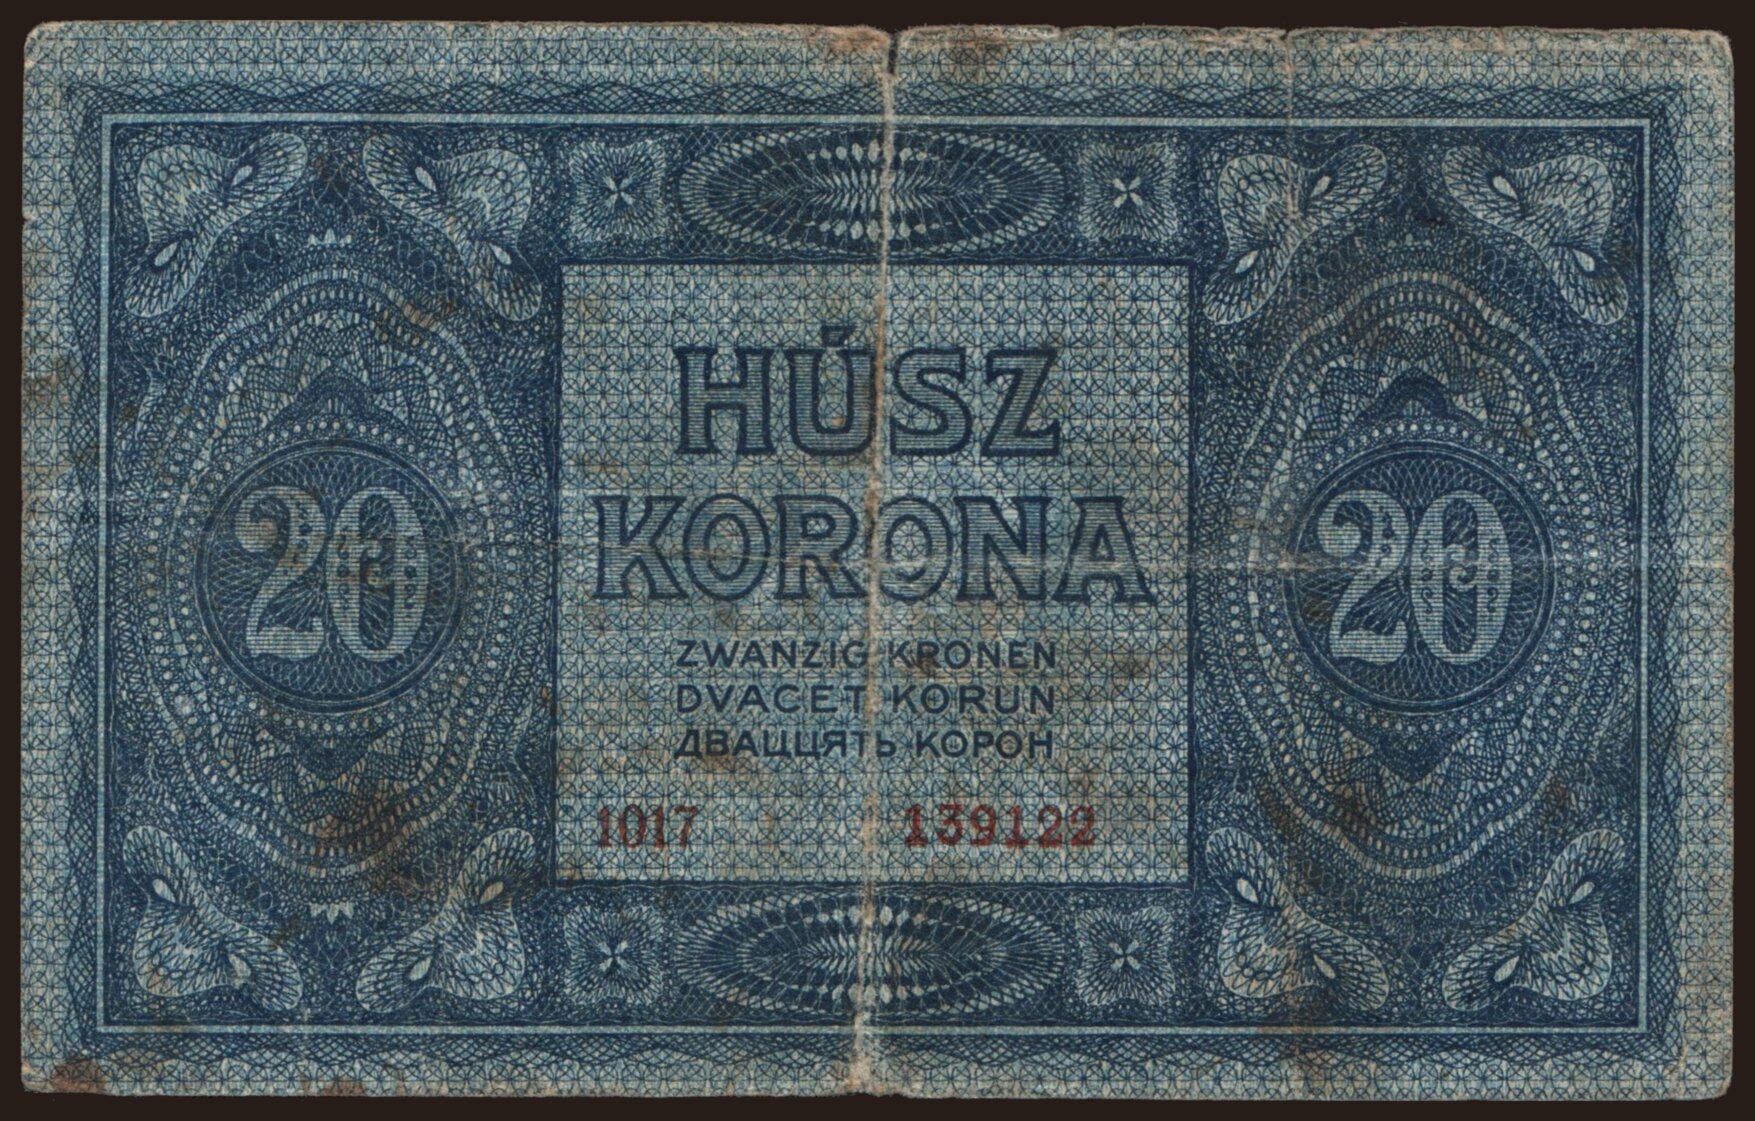 HÚSZ
KORONA
20
20
ZWANZIG KRONEN
DVACET KORUN
ДВАЦЦЯТЬ КОРОН
1017 139122